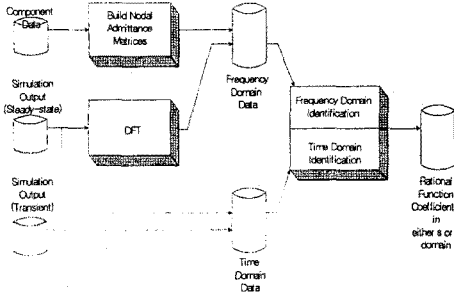 Component
Data
Build Nodal
Admittance
Matrices
Simulation
Output
(Steady-state)
DFT
Frequency
Domain
Data
Frequency Domain
Identification
Time Domain
Identification
Simulation
Output
(Transient)
Time
Domain
Data
Rational
Function
Coefficient
in
either s or
domain